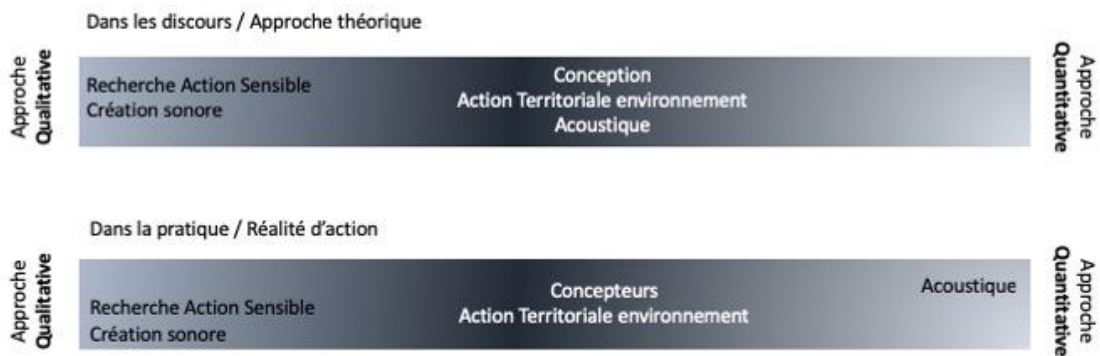 Dans les discours / Approche théorique
Approche
Qualitative
Recherche Action Sensible
Création sonore
Conception
Action Territoriale environnement
Acoustique
Approche
Quantitative
Dans la pratique / Réalité d'action
Approche
Qualitative
Recherche Action Sensible
Création sonore
Concepteurs
Action Territoriale environnement
Acoustique
Approche
Quantitative